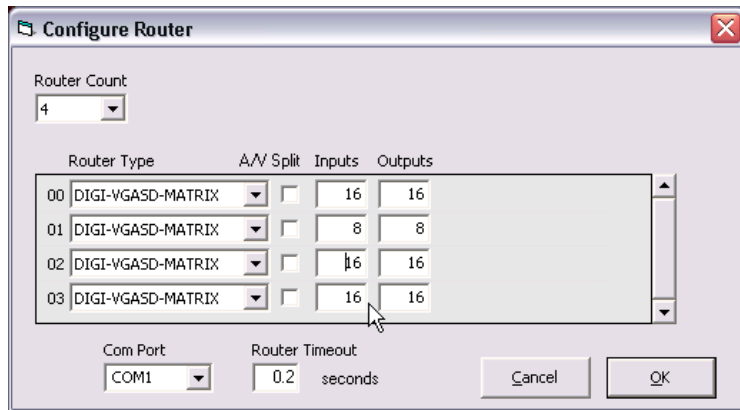 Configure Router
Router Count
4
Router Type A/V Split Inputs Outputs
00 DIGI-VGASD-MATRIX 16 16
01 DIGI-VGASD-MATRIX 8 8
02 DIGI-VGASD-MATRIX 16 16
03 DIGI-VGASD-MATRIX 16 16
Com Port Router Timeout
COM1 0.2 seconds Cancel OK